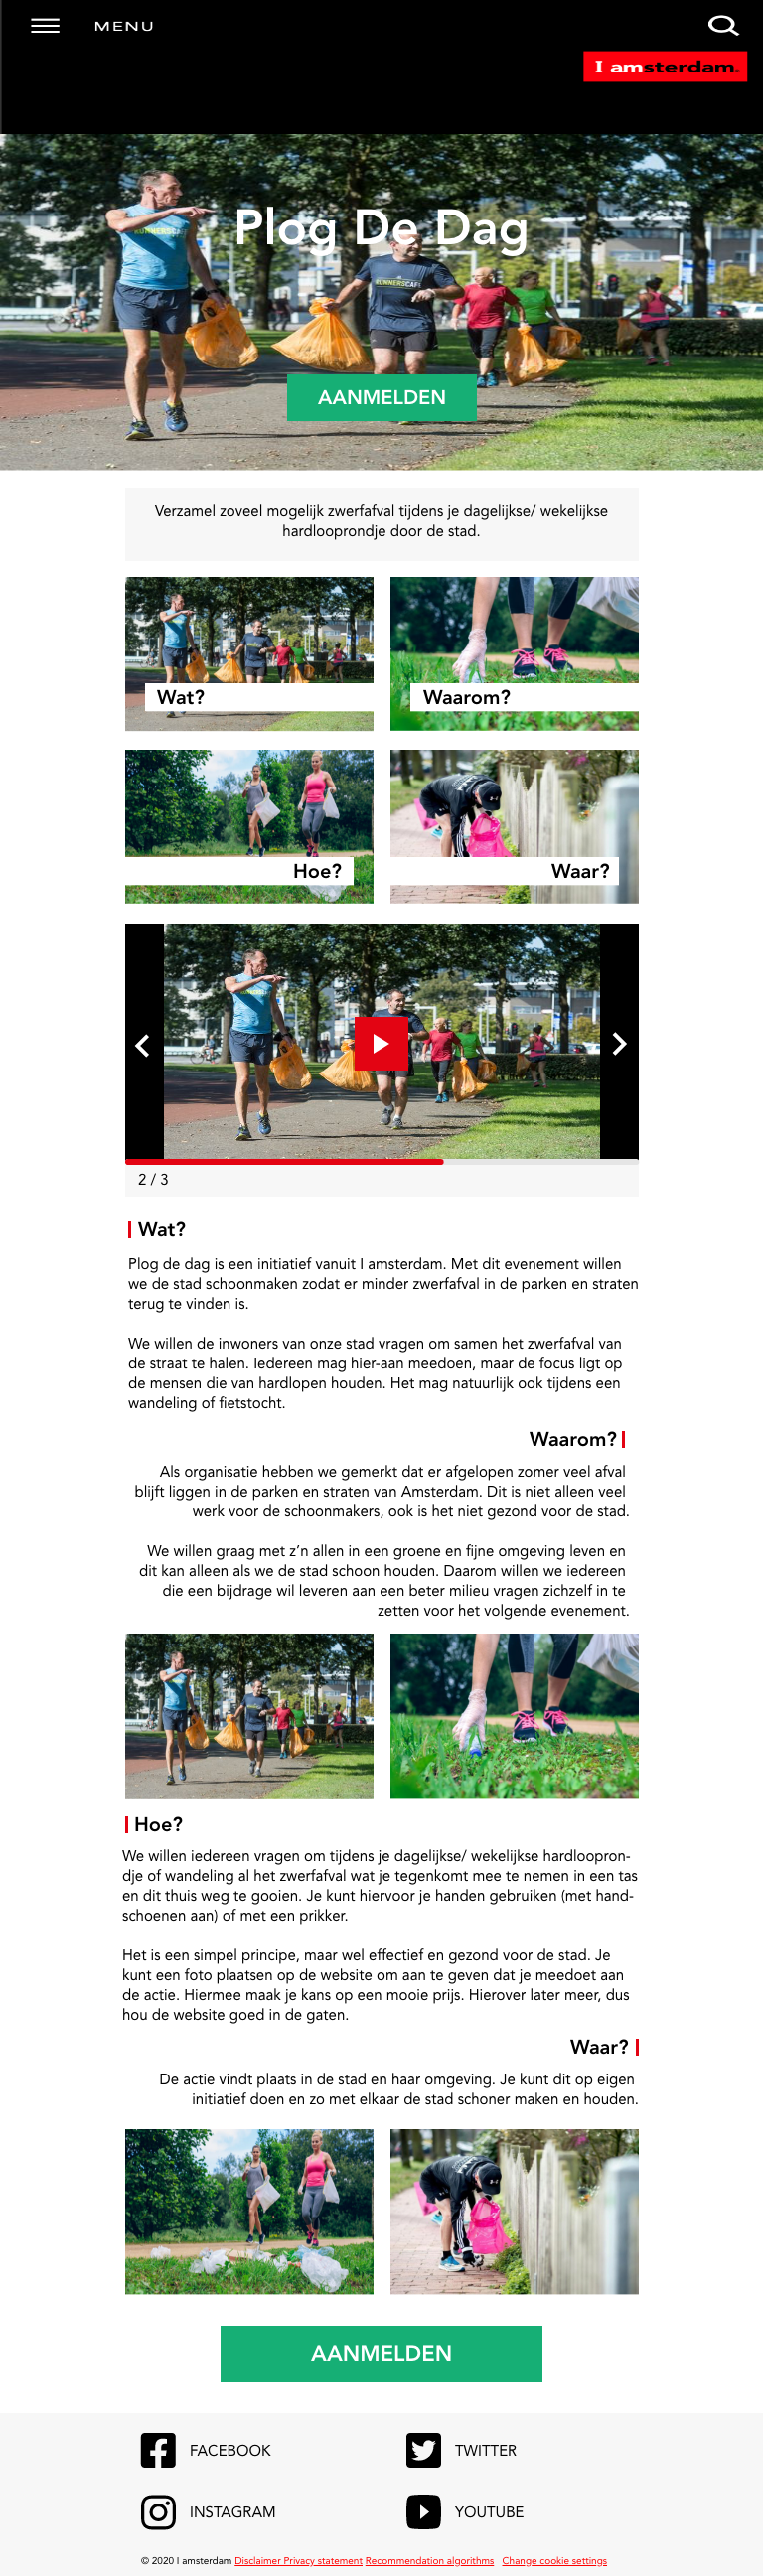 MENU
I amsterdam.
Plog De Dag
RUNNERSCAFE
RUNNERSCAFE
AANMELDEN
Verzamel zoveel mogelijk zwerfafval tijdens je dagelijkse/ wekelijkse
hardlooprondje door de stad.
Wat?
Waarom?
Hoe?
Waar?
2 / 3
Wat?
Plog de dag is een initiatief vanuit I amsterdam. Met dit evenement willen
we de stad schoonmaken zodat er minder zwerfafval in de parken en straten
terug te vinden is.
We willen de inwoners van onze stad vragen om samen het zwerfafval van
de straat te halen. Iedereen mag hier-aan meedoen, maar de focus ligt op
de mensen die van hardlopen houden. Het mag natuurlijk ook tijdens een
wandeling of fietstocht.
Waarom?
Als organisatie hebben we gemerkt dat er afgelopen zomer veel afval
blijft liggen in de parken en straten van Amsterdam. Dit is niet alleen veel
werk voor de schoonmakers, ook is het niet gezond voor de stad.
We willen graag met z’n allen in een groene en fijne omgeving leven en
dit kan alleen als we de stad schoon houden. Daarom willen we iedereen
die een bijdrage wil leveren aan een beter milieu vragen zichzelf in te
zetten voor het volgende evenement.
Hoe?
We willen iedereen vragen om tijdens je dagelijkse/ wekelijkse hardloopron-
dje of wandeling al het zwerfafval wat je tegenkomt mee te nemen in een tas
en dit thuis weg te gooien. Je kunt hiervoor je handen gebruiken (met hand-
schoenen aan) of met een prikker.
Het is een simpel principe, maar wel effectief en gezond voor de stad. Je
kunt een foto plaatsen op de website om aan te geven dat je meedoet aan
de actie. Hiermee maak je kans op een mooie prijs. Hierover later meer, dus
hou de website goed in de gaten.
Waar?
De actie vindt plaats in de stad en haar omgeving. Je kunt dit op eigen
initiatief doen en zo met elkaar de stad schoner maken en houden.
AANMELDEN
FACEBOOK
TWITTER
INSTAGRAM
YOUTUBE
© 2020 I amsterdam Disclaimer Privacy statement Recommendation algorithms Change cookie settings